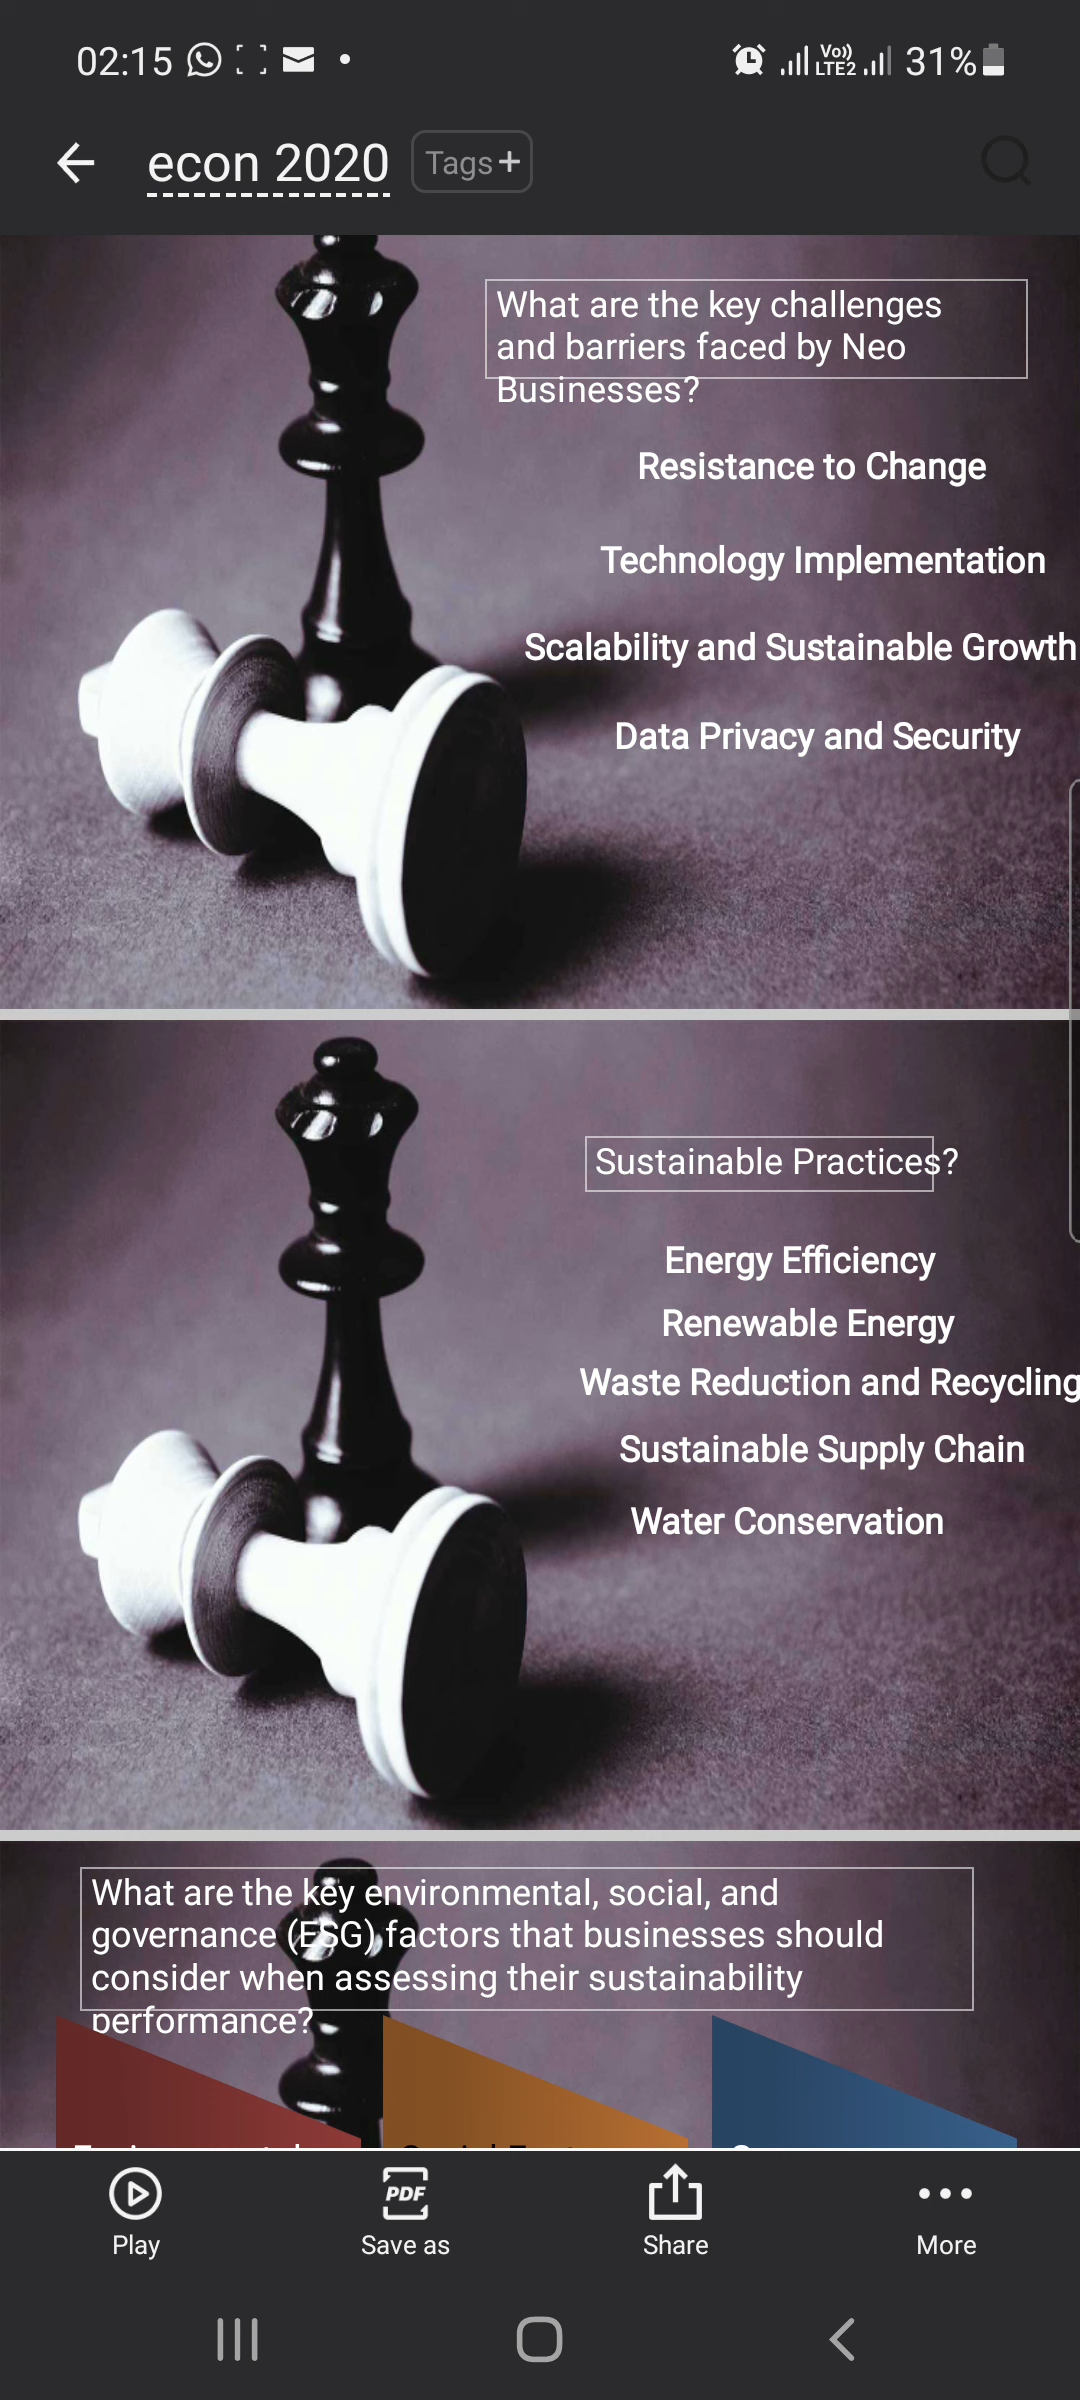 02:15
Vo))
LTE2
31%
econ 2020
Tags+
What are the key challenges
and barriers faced by Neo
Businesses?
Resistance to Change
Technology Implementation
Scalability and Sustainable Growth
Data Privacy and Security
Sustainable Practices?
Energy Efficiency
Renewable Energy
Waste Reduction and Recycling
Sustainable Supply Chain
Water Conservation
What are the key environmental, social, and
governance (ESG) factors that businesses should
consider when assessing their sustainability
performance?
Play
PDF
Save as
Share
More